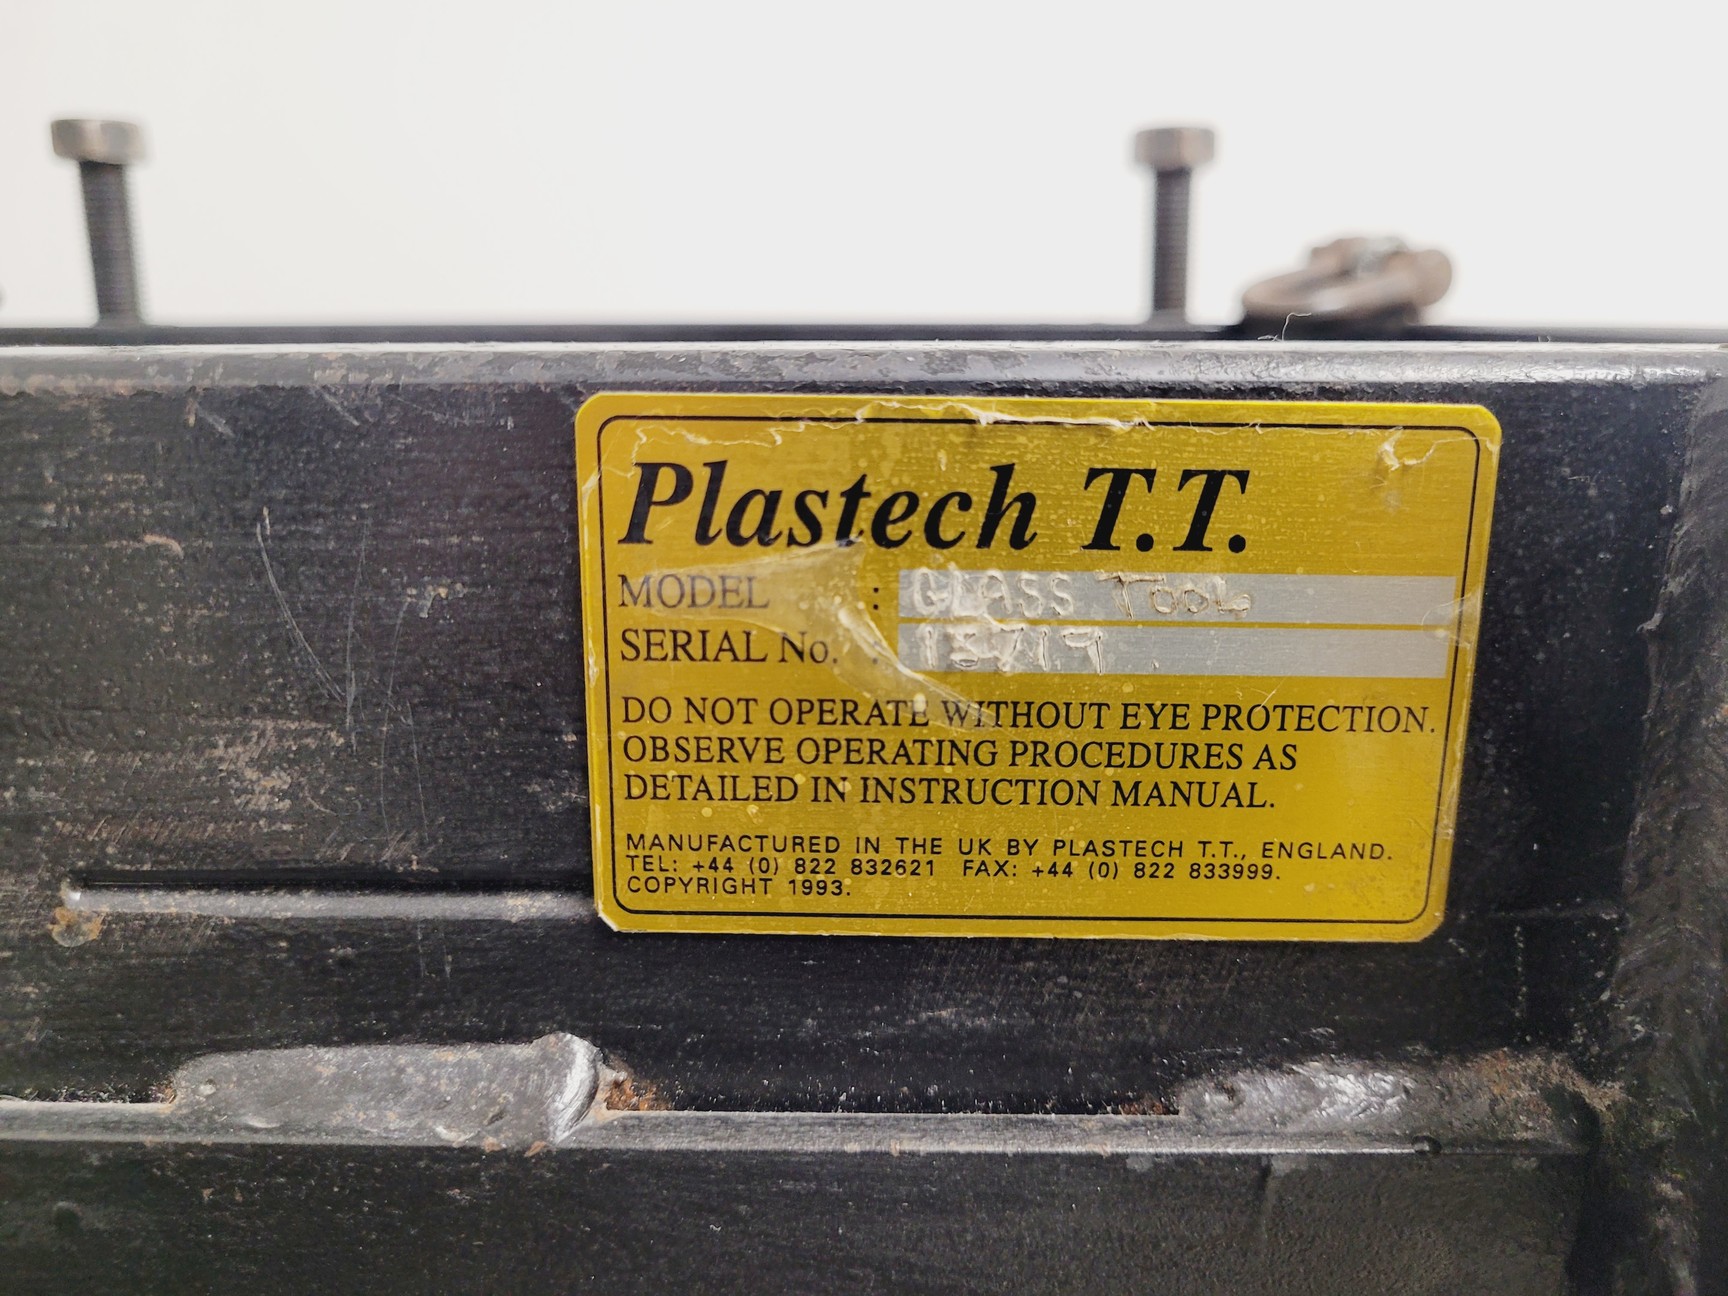 Plastech T.T.
MODEL : GLASS TOOL
SERIAL No. :
DO NOT OPERATE WITHOUT EYE PROTECTION.
OBSERVE OPERATING PROCEDURES AS
DETAILED IN INSTRUCTION MANUAL.
MANUFACTURED IN THE UK BY PLASTECH T.T., ENGLAND.
TEL: +44 (0) 822 832621 FAX: +44 (0) 822 833999.
COPYRIGHT 1993.